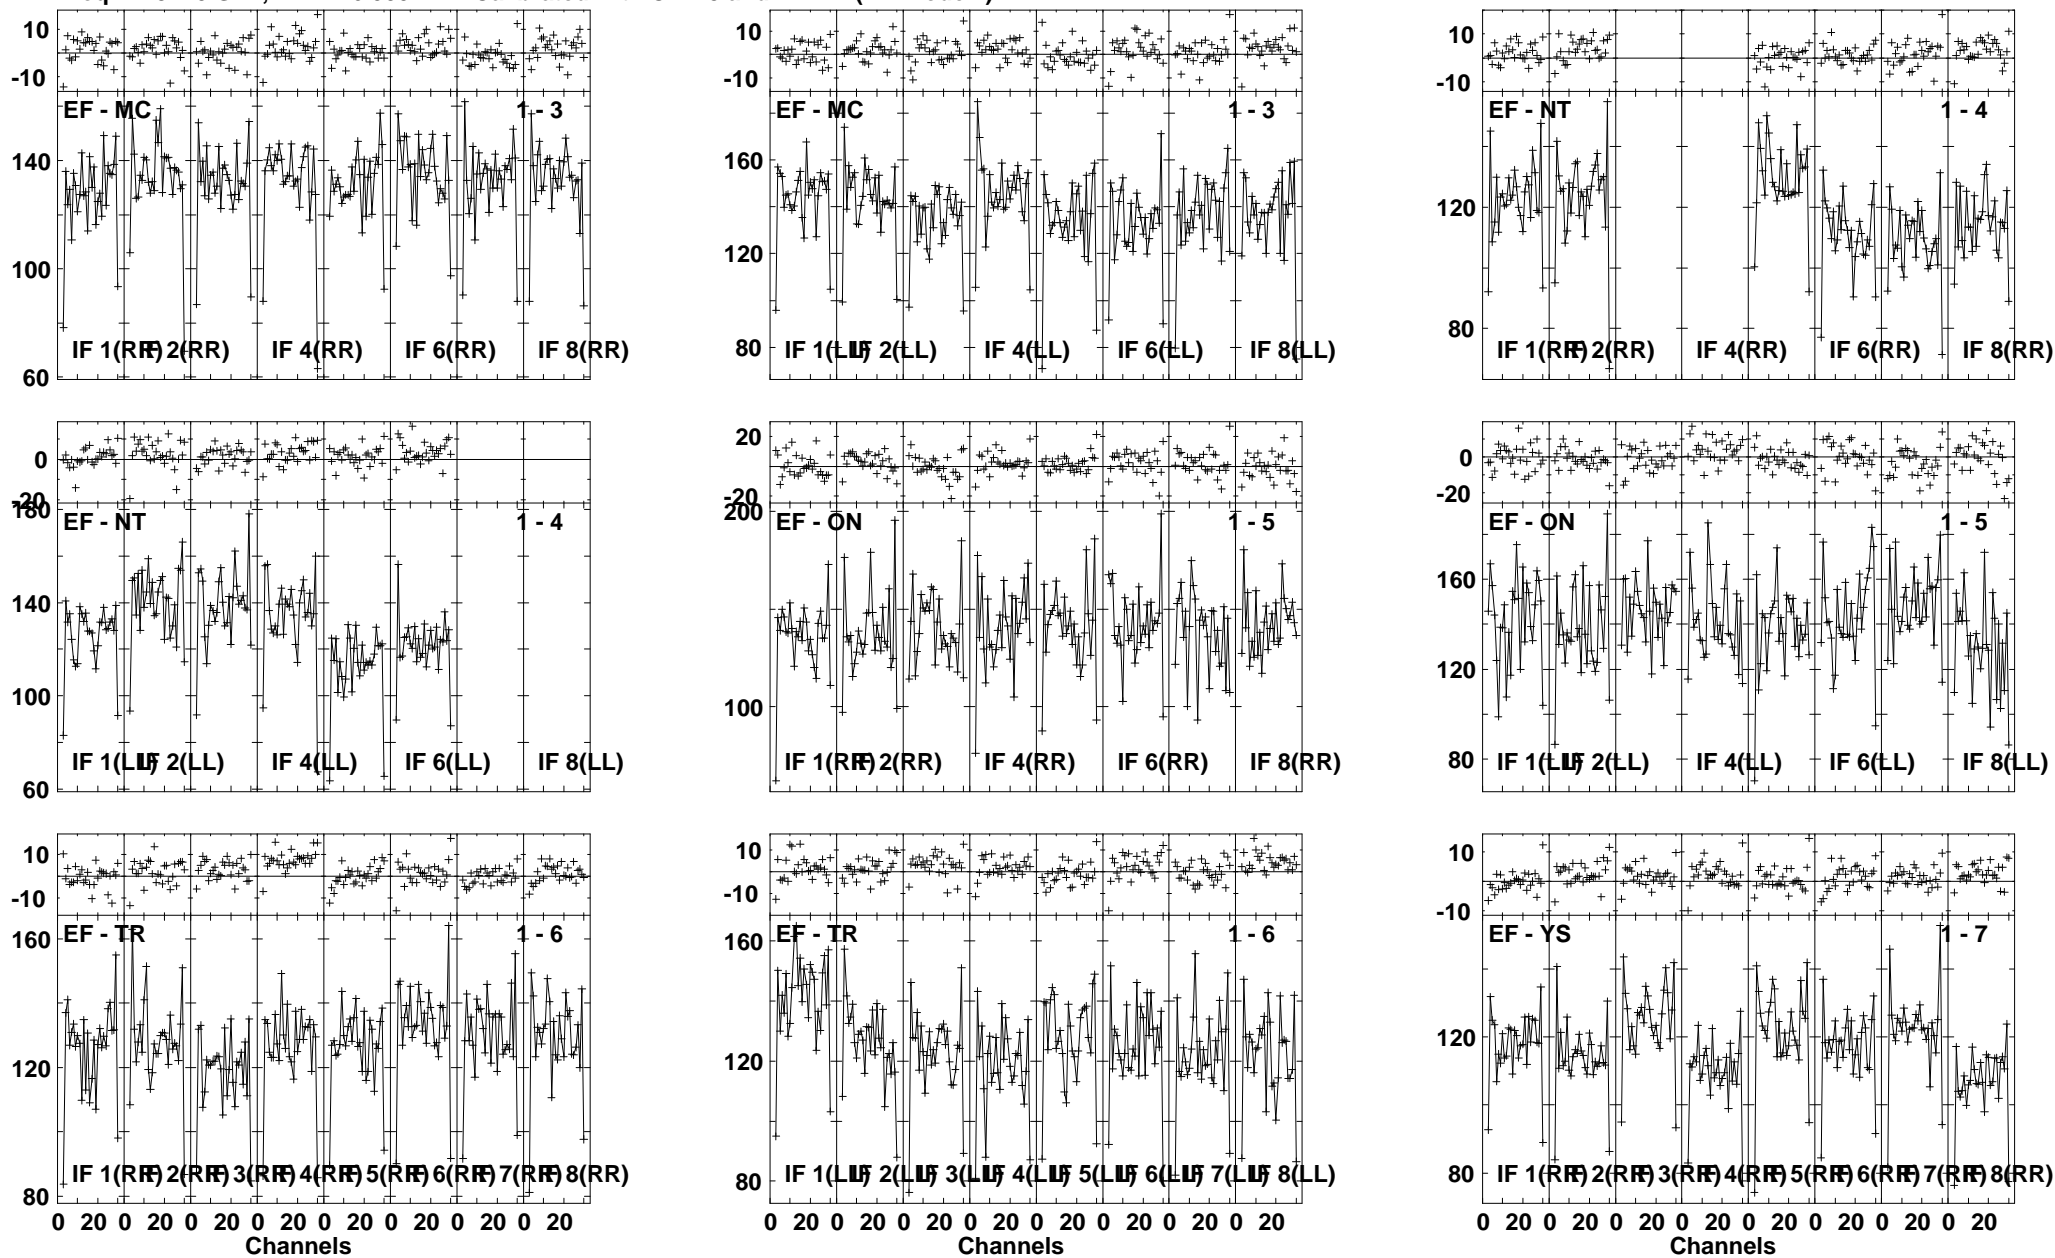 10
-10
EF - MC 1 - 3
140
100
60
IF 1(RR) IF 2(RR) IF 4(RR) IF 6(RR) IF 8(RR)
10
-10
EF - MC 1 - 3
160
120
80
IF 1(LL) IF 2(LL) IF 4(LL) IF 6(LL) IF 8(LL)
10
-10
EF - NT 1 - 4
120
80
IF 1(RR) IF 2(RR) IF 4(RR) IF 6(RR) IF 8(RR)
0
-20
180
EF - NT 1 - 4
140
100
60
IF 1(LL) IF 2(LL) IF 4(LL) IF 6(LL) IF 8(LL)
20
-20
200
EF - ON 1 - 5
100
IF 1(RR) IF 2(RR) IF 4(RR) IF 6(RR) IF 8(RR)
0
-20
EF - ON 1 - 5
160
120
80
IF 1(LL) IF 2(LL) IF 4(LL) IF 6(LL) IF 8(LL)
10
-10
EF - TR 1 - 6
160
120
80
IF 1(RR) IF 2(RR) IF 3(RR) IF 4(RR) IF 5(RR) IF 6(RR) IF 7(RR) IF 8(RR)
0 20 0 20 0 20 0 20 0 20 0 20 0 20 0 20
Channels
10
-10
EF - TR 1 - 6
160
120
80
IF 1(LL) IF 2(LL) IF 3(LL) IF 4(LL) IF 5(LL) IF 6(LL) IF 7(LL) IF 8(LL)
0 20 0 20 0 20 0 20 0 20 0 20 0 20 0 20
Channels
10
-10
EF - YS 1 - 7
120
80
IF 1(RR) IF 2(RR) IF 3(RR) IF 4(RR) IF 5(RR) IF 6(RR) IF 7(RR) IF 8(RR)
0 20 0 20 0 20 0 20 0 20 0 20 0 20 0 20
Channels